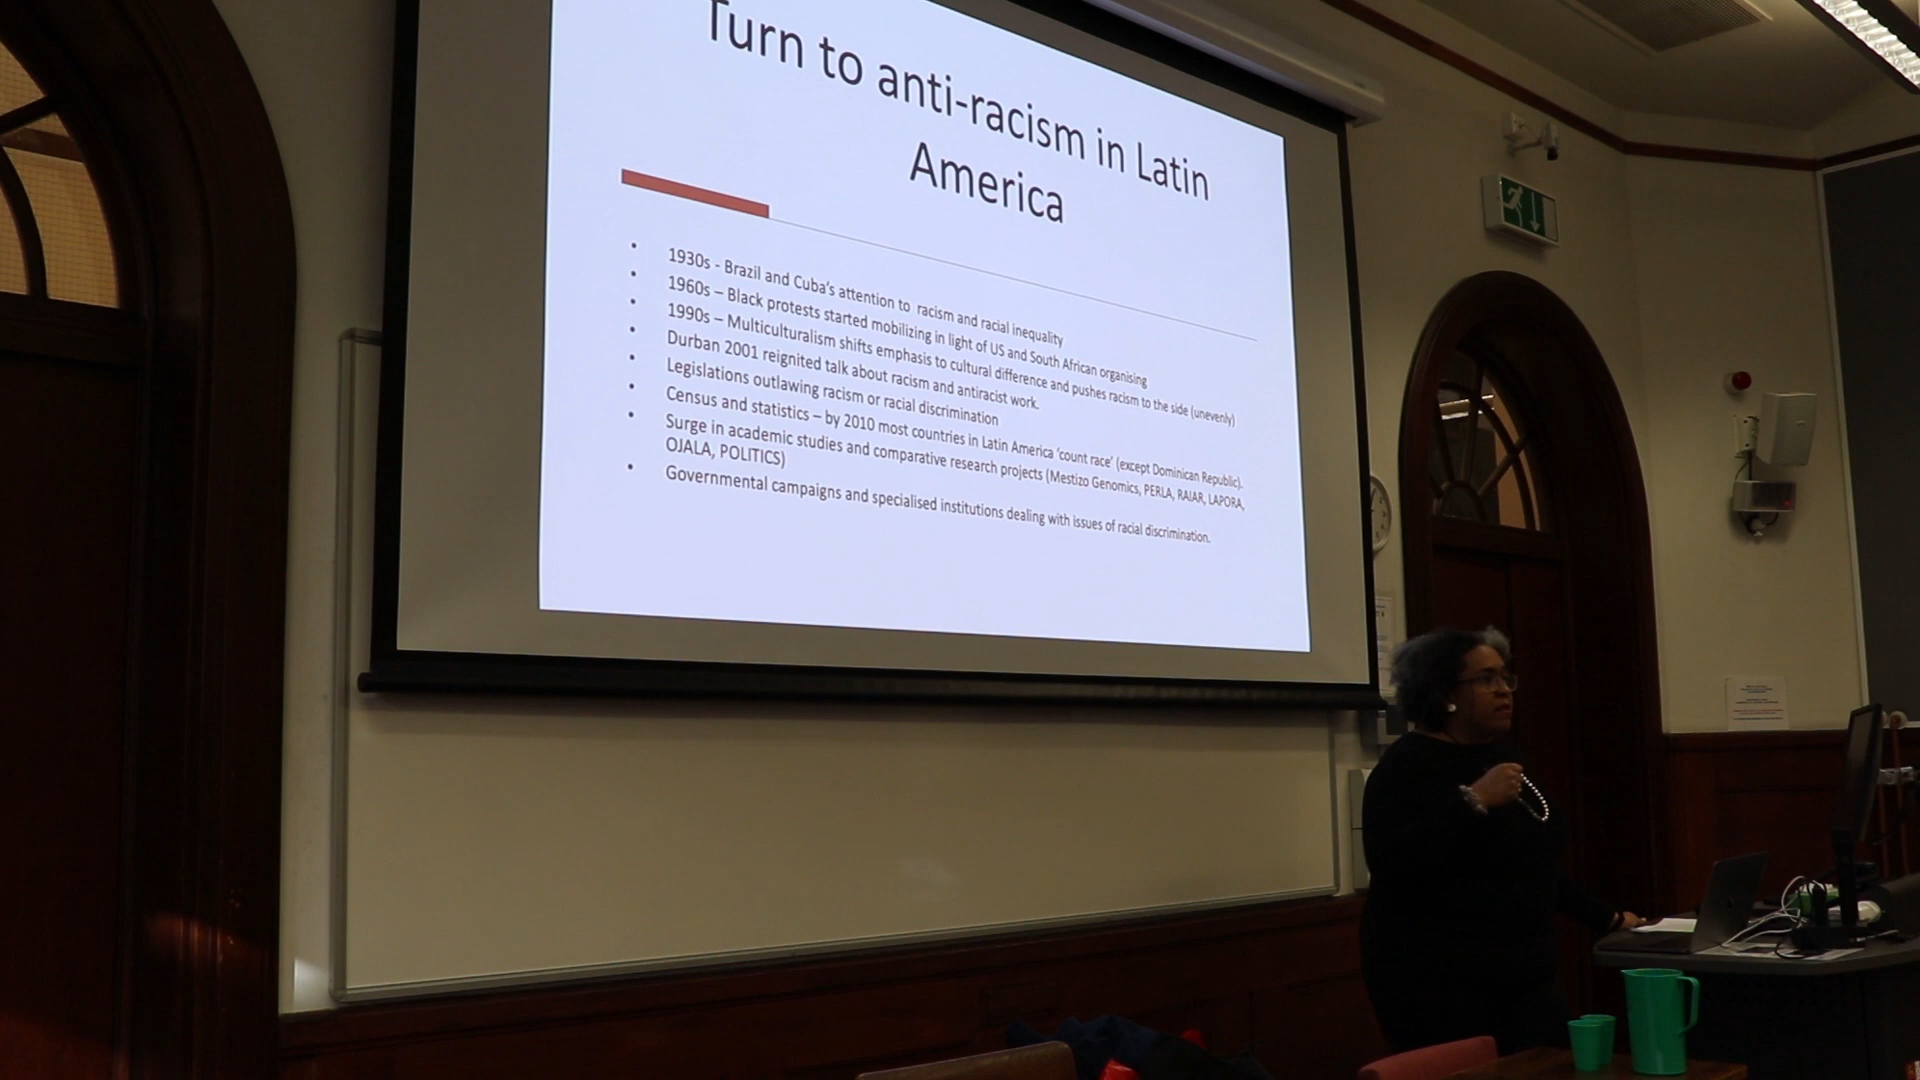 Turn to anti-racism in Latin
America
• 1930s - Brazil and Cuba's attention to racism and racial inequality
• 1960s – Black protests started mobilizing in light of US and South African organising
• 1990s – Multiculturalism shifts emphasis to cultural difference and pushes racism to the side (unevenly)
• Durban 2001 reignited talk about racism and antiracist work.
• Legislations outlawing racism or racial discrimination
• Census and statistics – by 2010 most countries in Latin America 'count race' (except Dominican Republic).
• Surge in academic studies and comparative research projects (Mestizo Genomics, PERLA, RAIAR, LAPORA,
OJALA, POLITICS)
• Governmental campaigns and specialised institutions dealing with issues of racial discrimination.